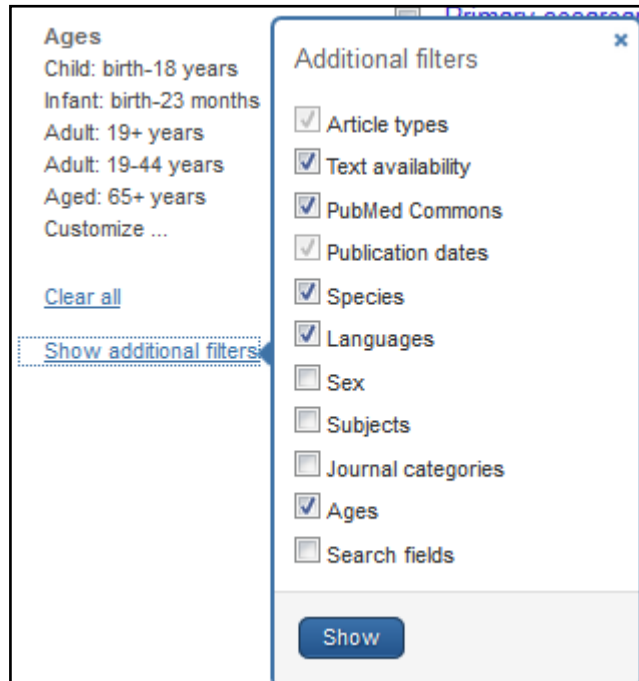 Ages
Child: birth-18 years
Infant: birth-23 months
Adult: 19+ years
Adult: 19-44 years
Aged: 65+ years
Customize ...
Clear all
Show additional filters
Additional filters
Article types
Text availability
PubMed Commons
Publication dates
Species
Languages
Sex
Subjects
Journal categories
Ages
Search fields
Show